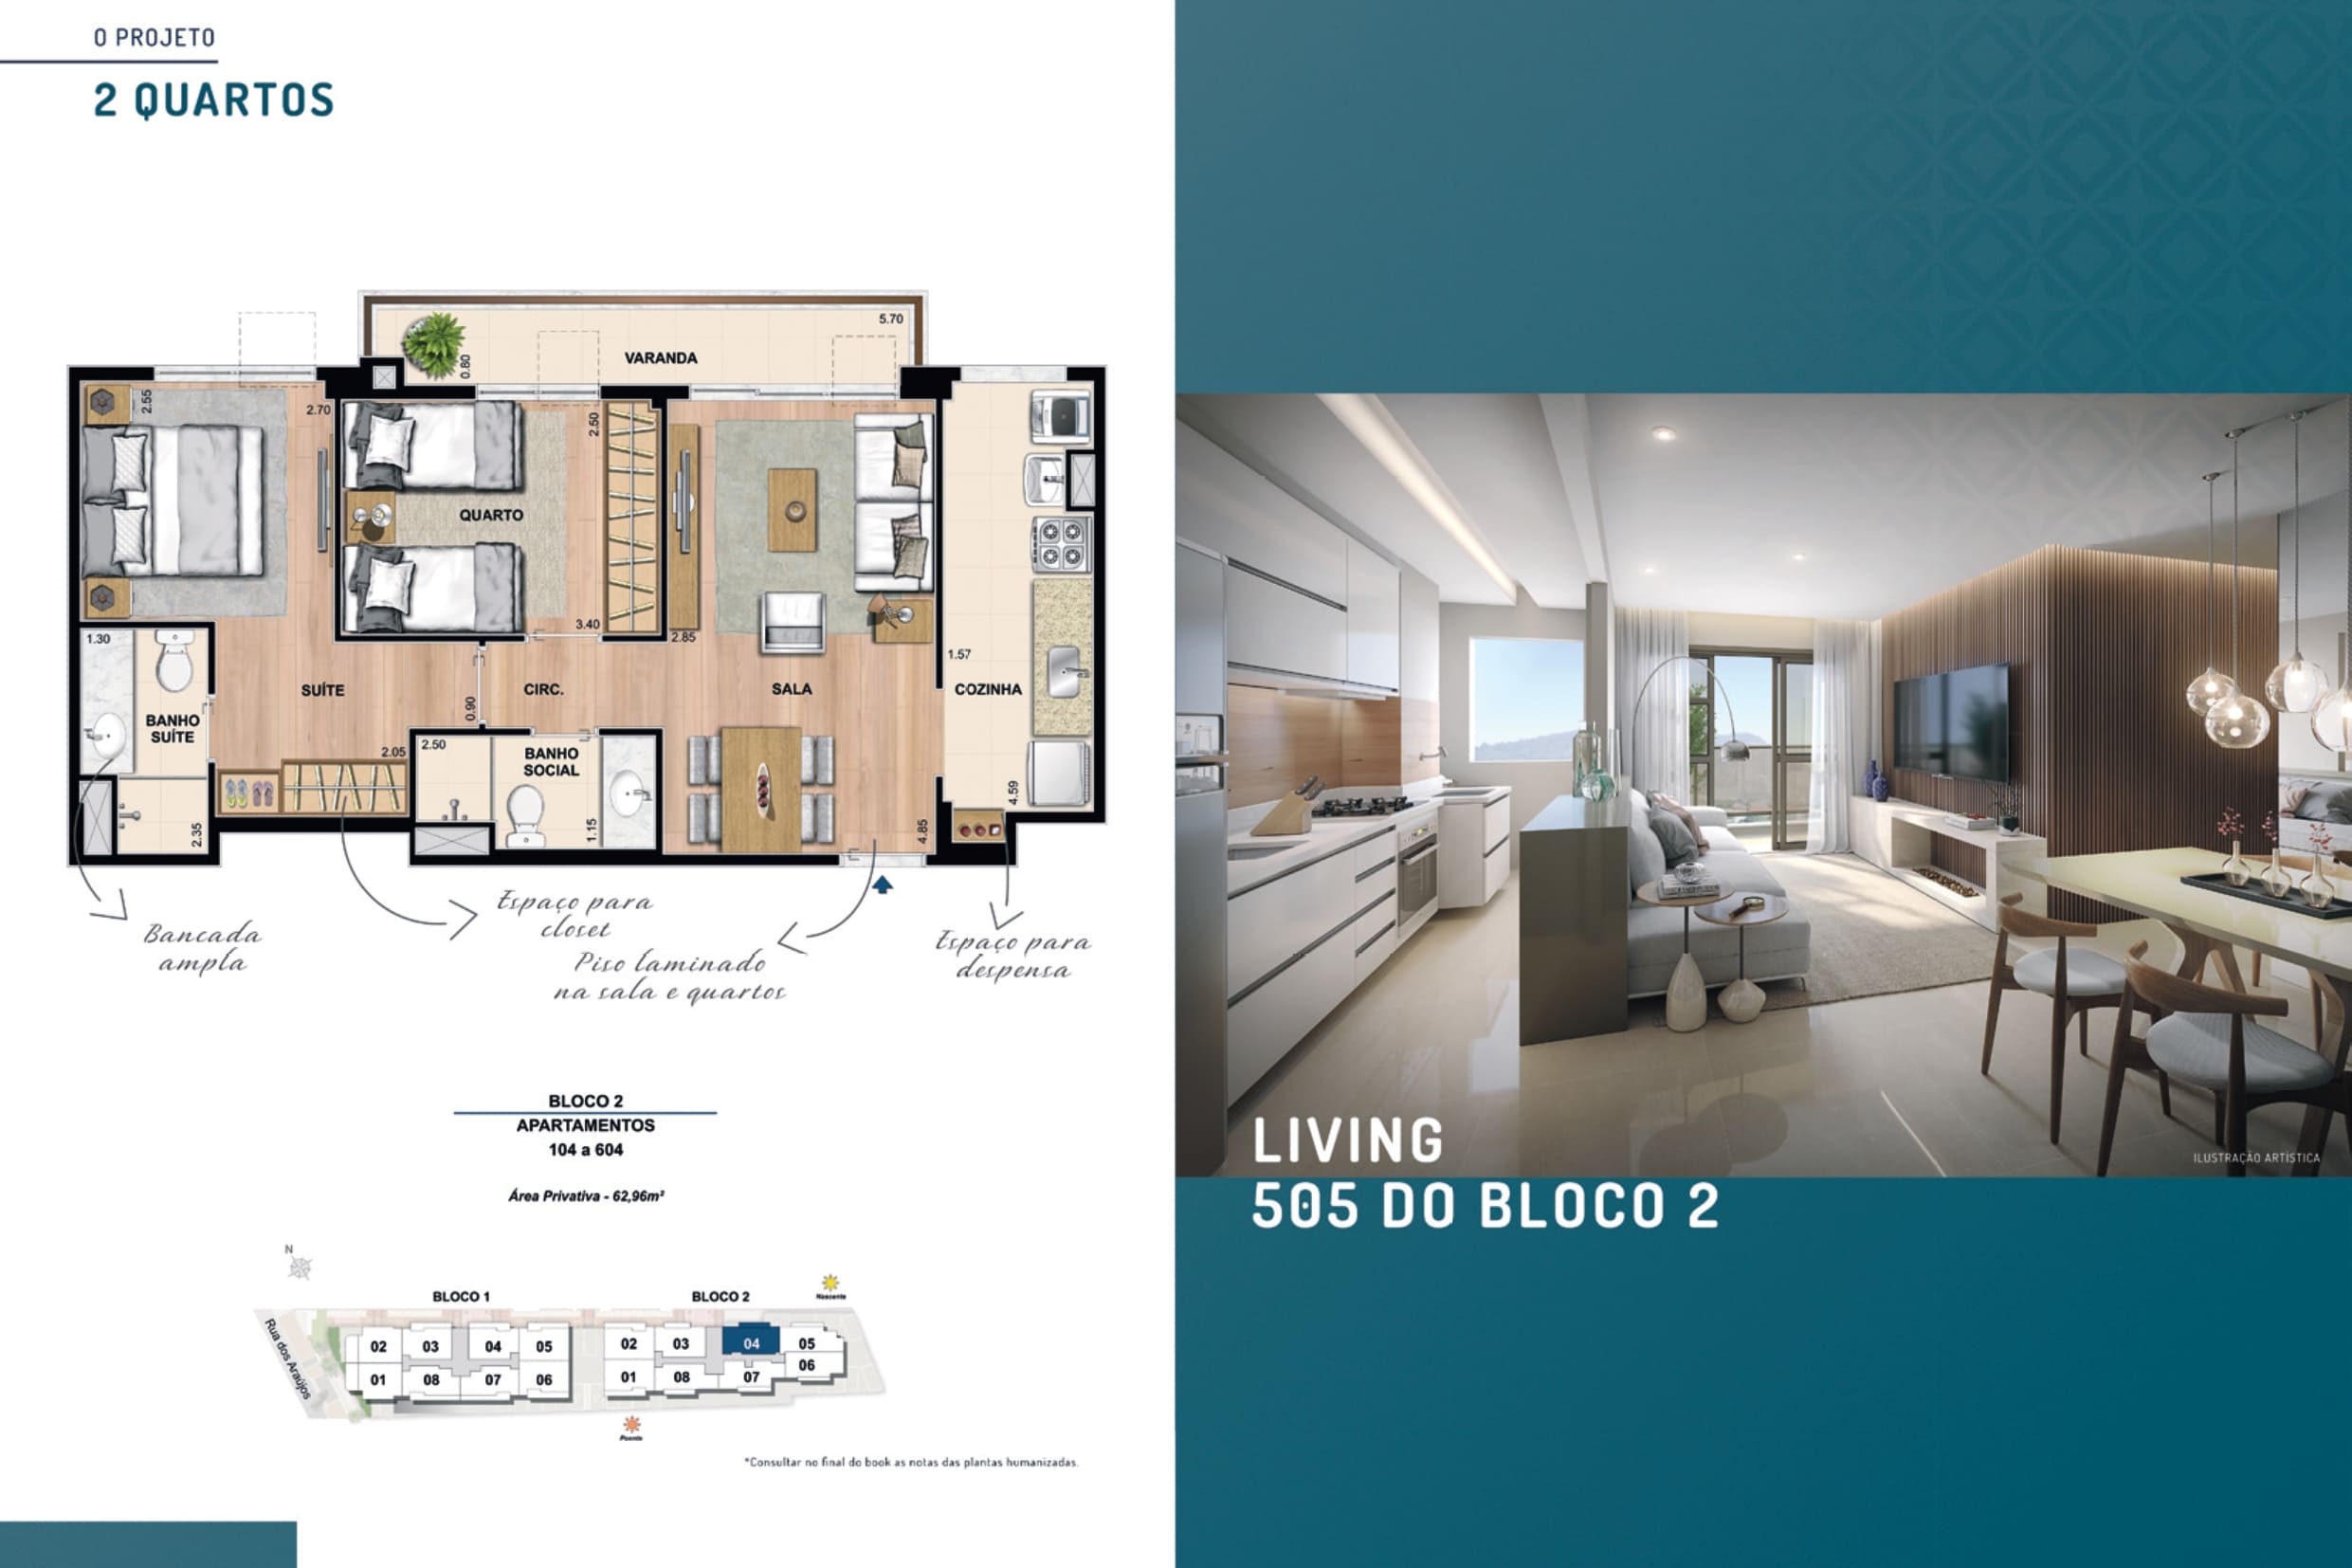 O PROJETO
2 QUARTOS
5.70
VARANDA
0.80
2.55
2.70
2.50
QUARTO
3.40
2.85
1.30
1.57
SUÍTE
CIRC.
SALA
COZINHA
0.90
BANHO
SUÍTE
2.05
2.50
BANHO
SOCIAL
4.59
2.35
1.15
4.85
Bancada
ampla
Espaço para
closet
Piso laminado
na sala e quartos
Espaço para
despensa
BLOCO 2
APARTAMENTOS
104 a 604
Área Privativa - 62,96m²
N
BLOCO 1
BLOCO 2
Nascente
Rua dos Araújos
02 03 04 05
01 08 07 06
02 03 04 05
06
01 08 07
Poente
*Consultar no final do book as notas das plantas humanizadas.
LIVING
505 DO BLOCO 2
ILUSTRAÇÃO ARTÍSTICA